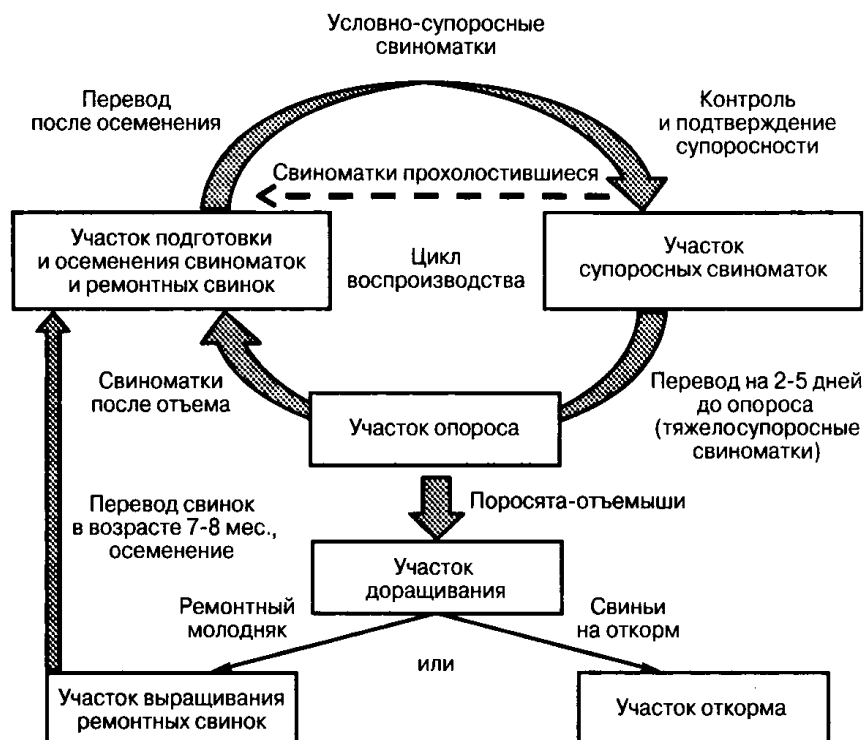 Условно-супоросные
свиноматки
Перевод
после осеменения
Контроль
и подтверждение
супоросности
Свиноматки прохолостившиеся
Участок подготовки
и осеменения свиноматок
и ремонтных свинок
Цикл
воспроизводства
Участок
супоросных свиноматок
Свиноматки
после отъема
Участок опороса
Перевод на 2-5 дней
до опороса
(тяжелосупоросные
свиноматки)
Перевод свинок
в возрасте 7-8 мес.,
осеменение
Поросята-отъемыши
Участок
доращивания
Ремонтный
молодняк
или
Свиньи
на откорм
Участок выращивания
ремонтных свинок
Участок откорма